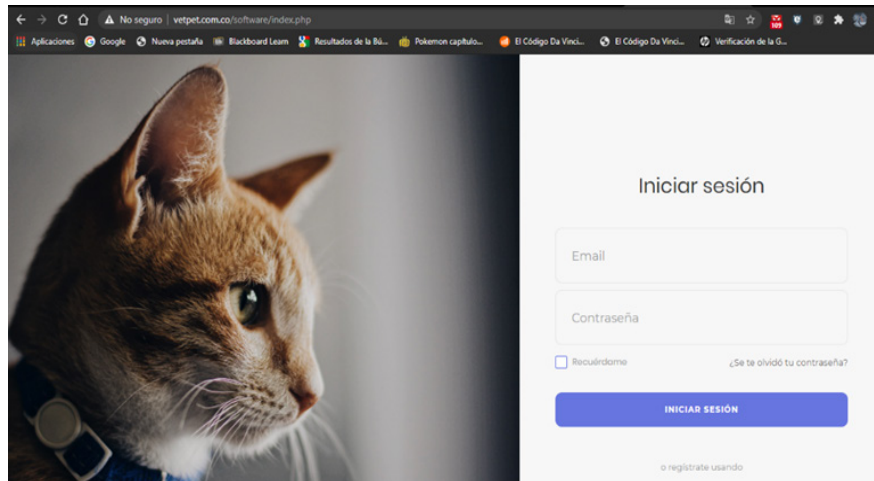 No seguro | vetpet.com.co/software/index.php
109
Aplicaciones Google Nueva pestaña Blackboard Learn Resultados de la Bú... Pokemon capítulo... El Código Da Vinci... El Código Da Vinci... Verificación de la G...
Iniciar sesión
Email
Contraseña
Recuérdame ¿Se te olvidó tu contraseña?
INICIAR SESIÓN
o regístrate usando